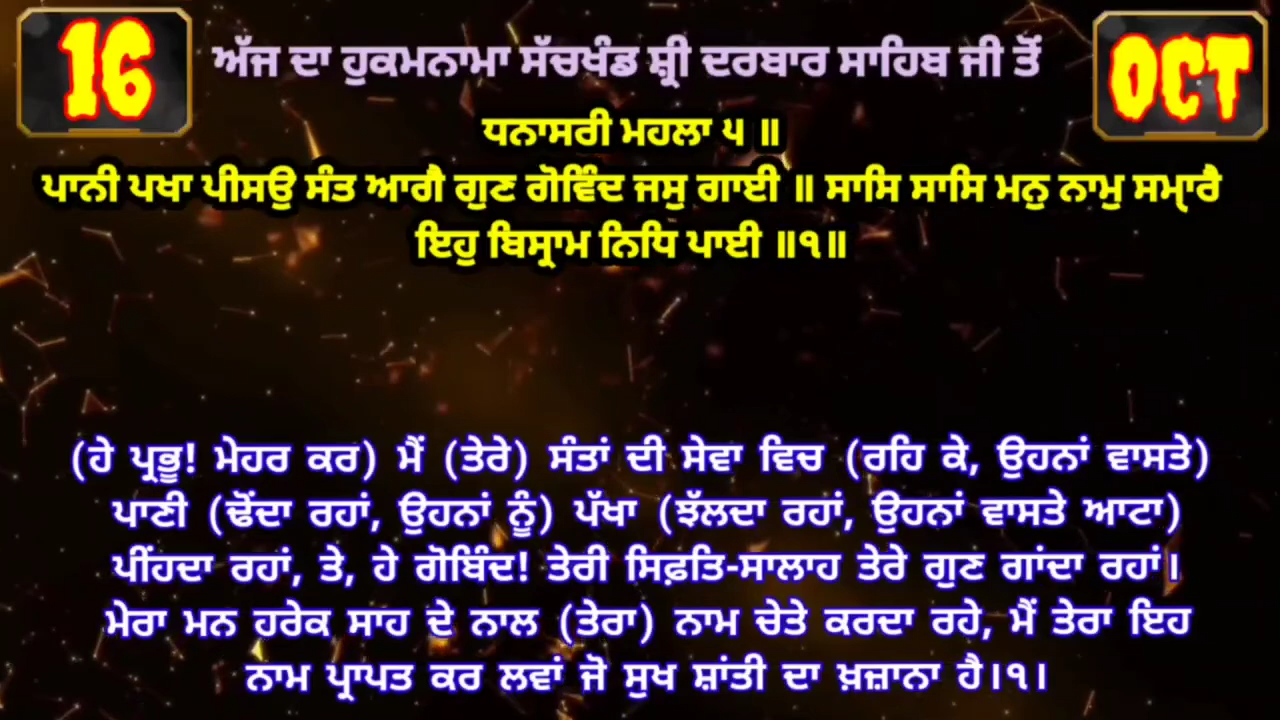 16
ਅੱਜ ਦਾ ਹੁਕਮਨਾਮਾ ਸੱਚਖੰਡ ਸ਼੍ਰੀ ਦਰਬਾਰ ਸਾਹਿਬ ਜੀ ਤੋਂ
OCT
ਧਨਾਸਰੀ ਮਹਲਾ ੫ ॥
ਪਾਨੀ ਪਖਾ ਪੀਸਉ ਸੰਤ ਆਗੈ ਗੁਣ ਗੋਵਿੰਦ ਜਸੁ ਗਾਈ ॥ ਸਾਸਿ ਸਾਸਿ ਮਨੁ ਨਾਮੁ ਸਮ੍ਹਾਰੈ
ਇਹੁ ਬਿਸ੍ਰਾਮ ਨਿਧਿ ਪਾਈ ॥੧॥
(ਹੇ ਪ੍ਰਭੂ! ਮੇਹਰ ਕਰ) ਮੈਂ (ਤੇਰੇ) ਸੰਤਾਂ ਦੀ ਸੇਵਾ ਵਿਚ (ਰਹਿ ਕੇ, ਉਹਨਾਂ ਵਾਸਤੇ)
ਪਾਣੀ (ਢੋਂਦਾ ਰਹਾਂ, ਉਹਨਾਂ ਨੂੰ) ਪੱਖਾ (ਝੱਲਦਾ ਰਹਾਂ, ਉਹਨਾਂ ਵਾਸਤੇ ਆਟਾ)
ਪੀਂਹਦਾ ਰਹਾਂ, ਤੇ, ਹੇ ਗੋਬਿੰਦ! ਤੇਰੀ ਸਿਫ਼ਤਿ-ਸਾਲਾਹ ਤੇਰੇ ਗੁਣ ਗਾਂਦਾ ਰਹਾਂ।
ਮੇਰਾ ਮਨ ਹਰੇਕ ਸਾਹ ਦੇ ਨਾਲ (ਤੇਰਾ) ਨਾਮ ਚੇਤੇ ਕਰਦਾ ਰਹੇ, ਮੈਂ ਤੇਰਾ ਇਹ
ਨਾਮ ਪ੍ਰਾਪਤ ਕਰ ਲਵਾਂ ਜੋ ਸੁਖ ਸ਼ਾਂਤੀ ਦਾ ਖ਼ਜ਼ਾਨਾ ਹੈ।੧।